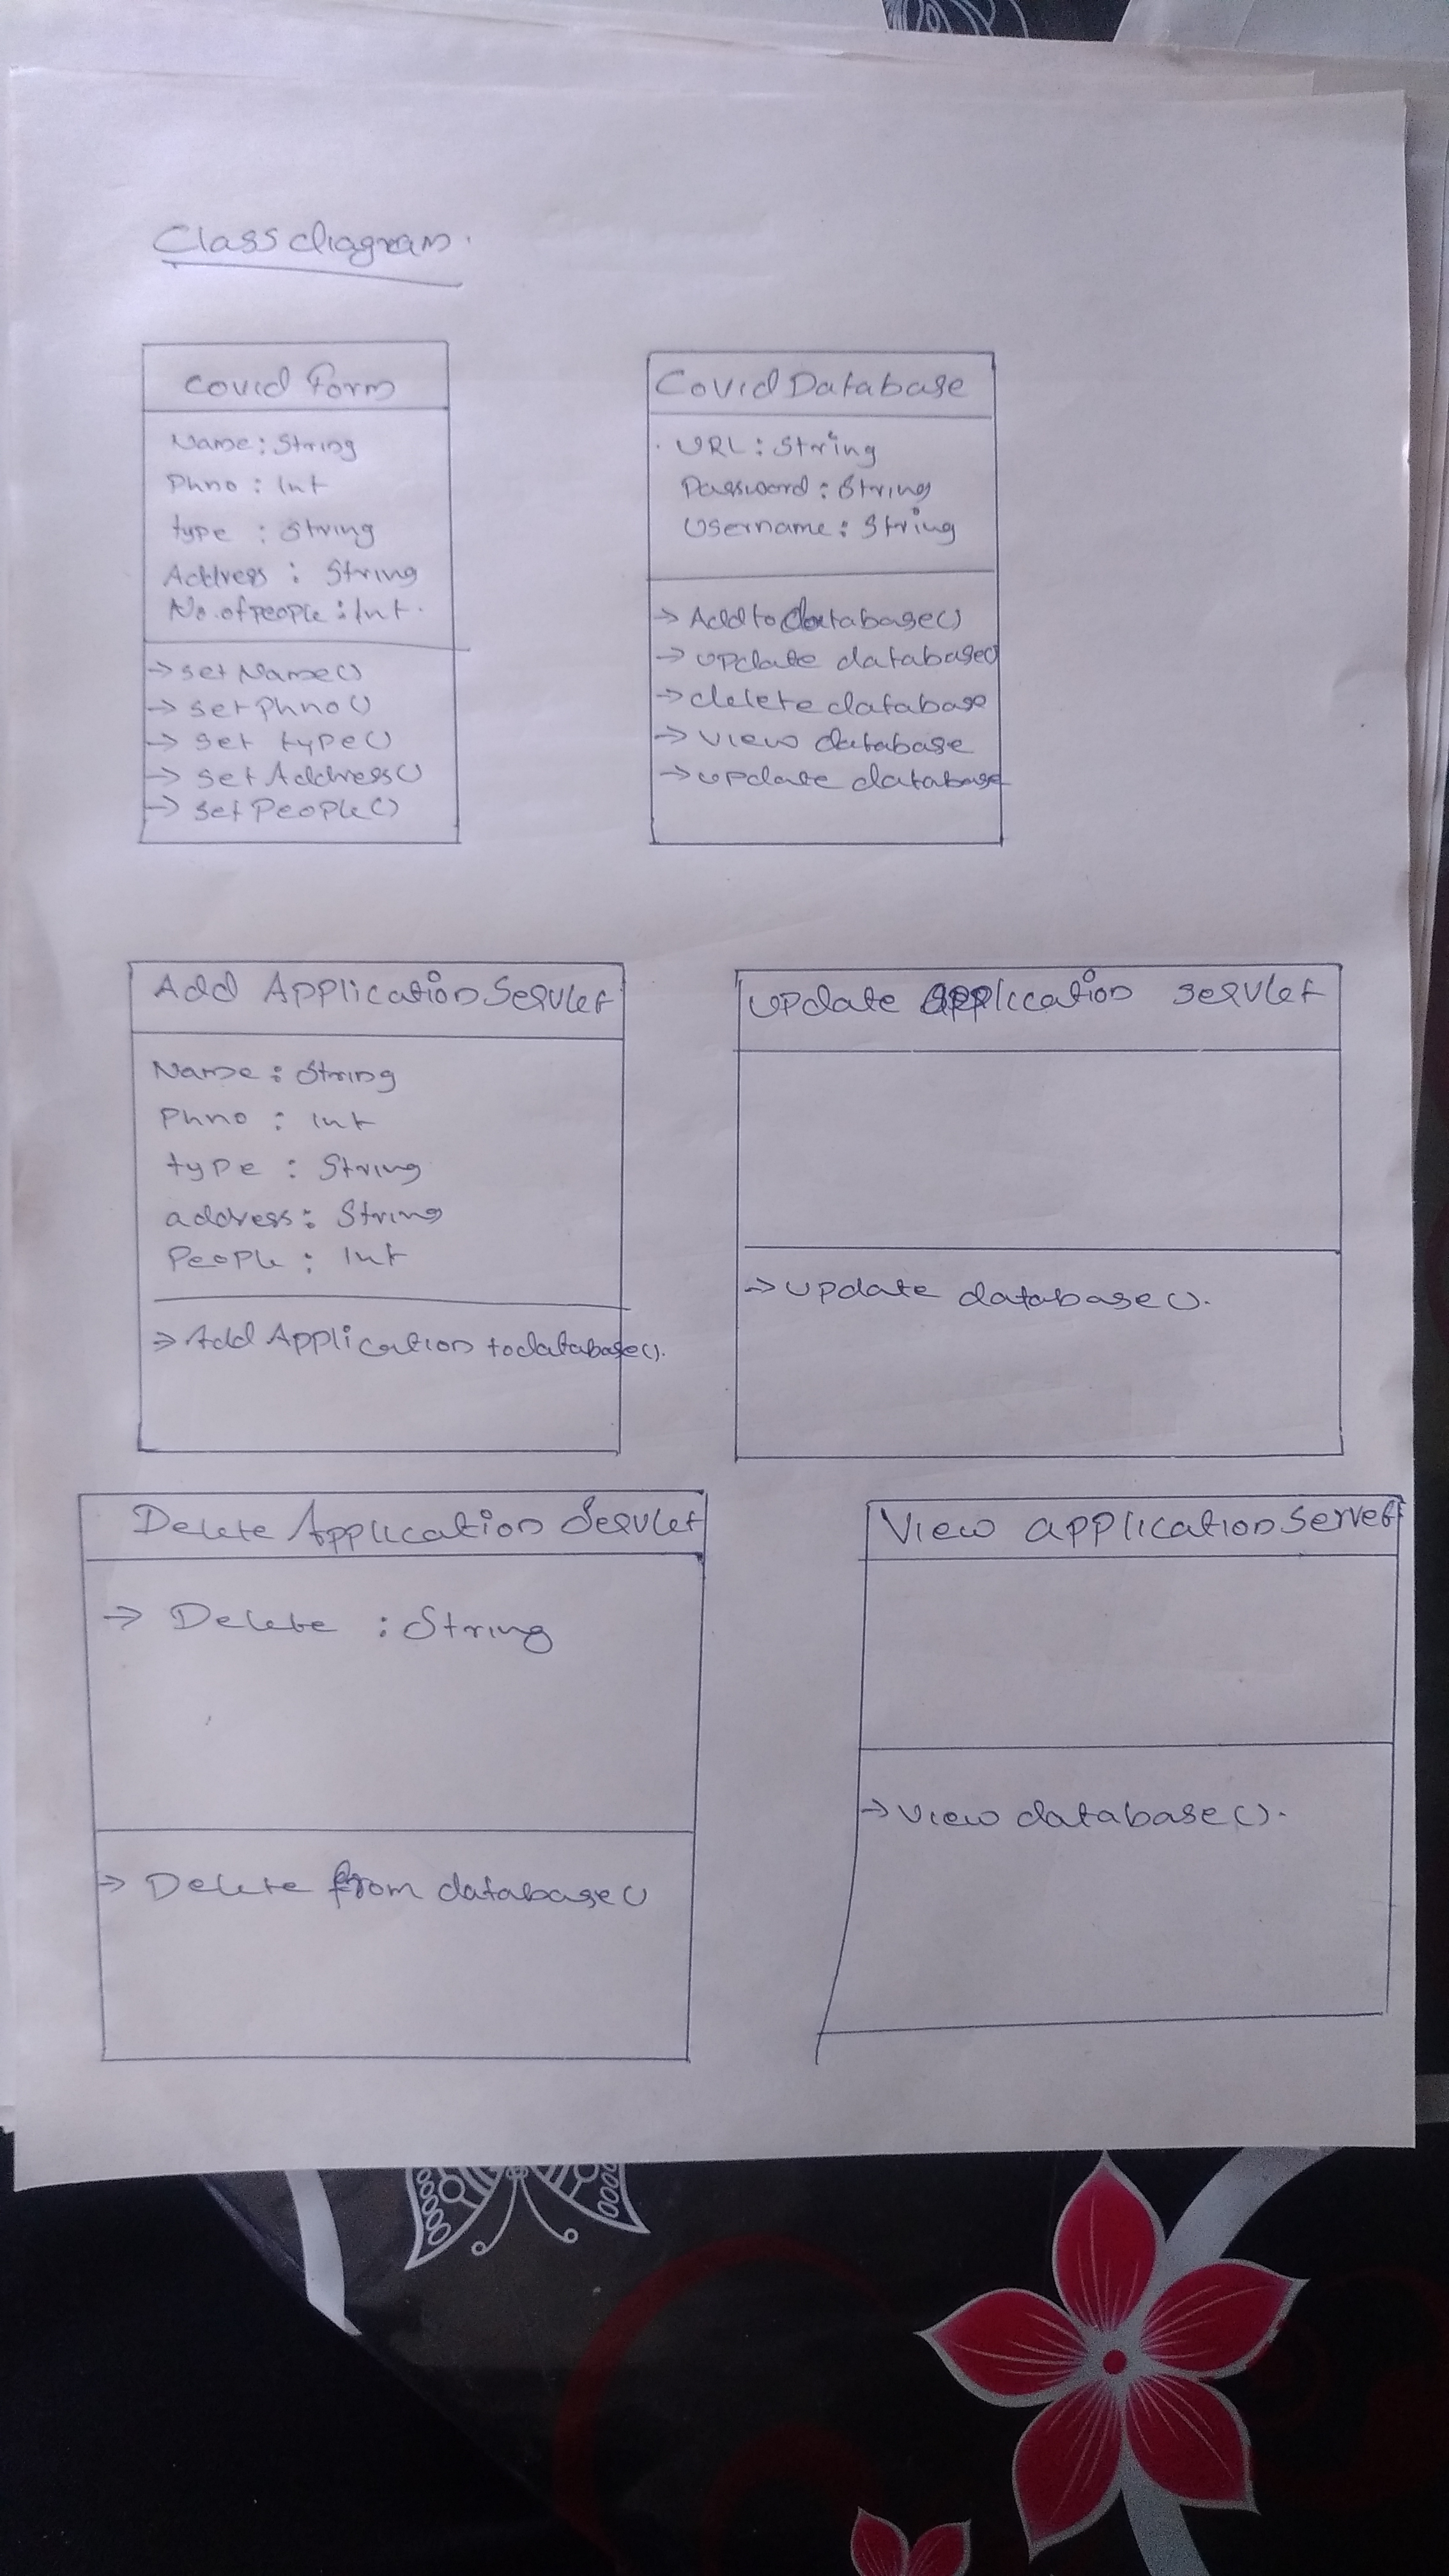 Class diagram.
Covid Form
Name : String
Phno : Int
type : String
Address : String
No. of people : Int.
→ set Name ()
→ set Phno ()
→ set type ()
→ set Address ()
→ set People ()
Covid Database
URL : String
Password : String
Username : String
→ Add to database ()
→ update database ()
→ delete database
→ view database
→ update database
Add Application Servlet
Name : String
Phno : Int
type : String
address : String
People : Int
→ Add Application to database ().
update application servlet
→ update database ().
Delete Application Servlet
→ Delete : String
→ Delete from database ()
View application Servet
→ view database ().